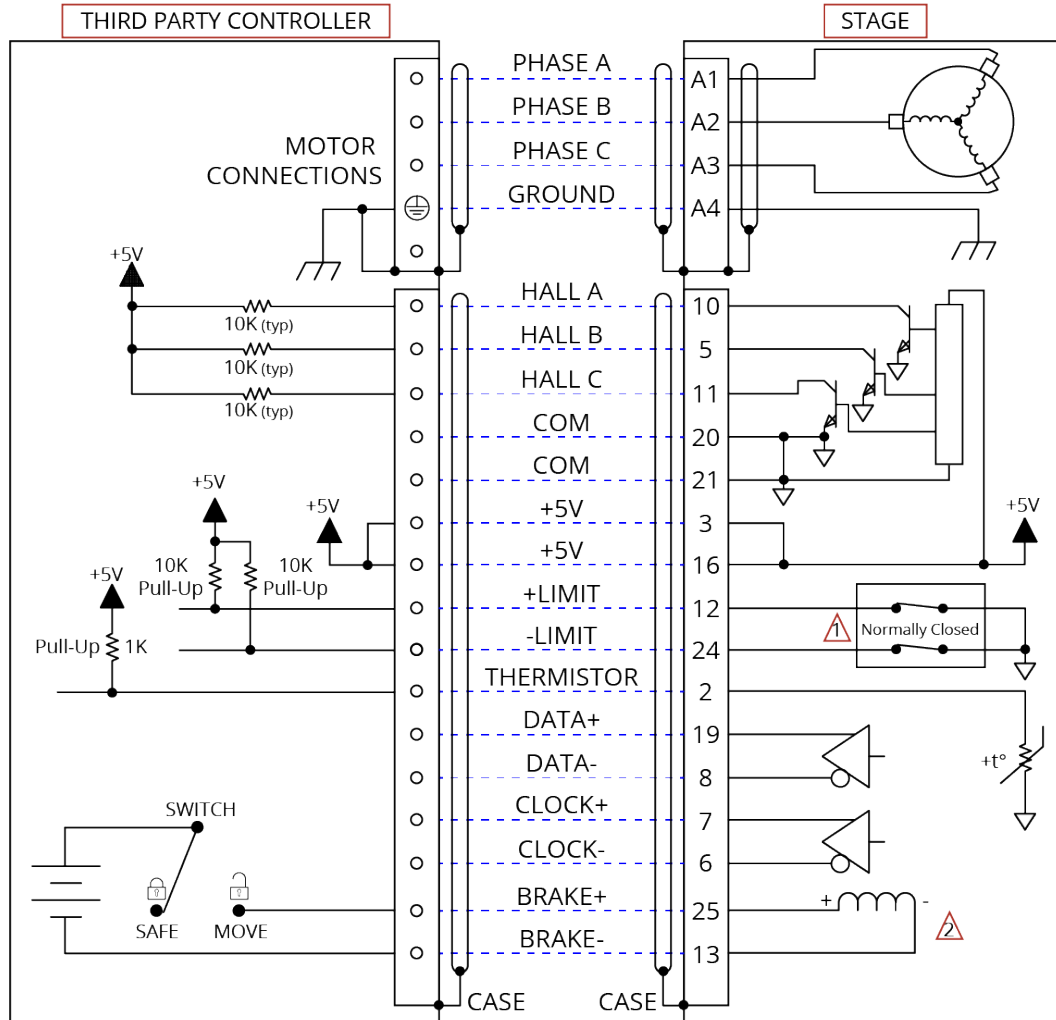 THIRD PARTY CONTROLLER
STAGE
MOTOR
CONNECTIONS
PHASE A
A1
PHASE B
A2
PHASE C
A3
GROUND
A4
+5V
10K (typ)
10K (typ)
10K (typ)
HALL A
10
HALL B
5
HALL C
11
COM
20
COM
21
+5V
3
+5V
16
+5V
+5V
+5V
10K
Pull-Up
10K
Pull-Up
+5V
Pull-Up
1K
+LIMIT
12
-LIMIT
24
1
Normally Closed
THERMISTOR
2
+t°
DATA+
19
DATA-
8
CLOCK+
7
CLOCK-
6
SWITCH
SAFE
MOVE
BRAKE+
25
+
-
2
BRAKE-
13
CASE
CASE